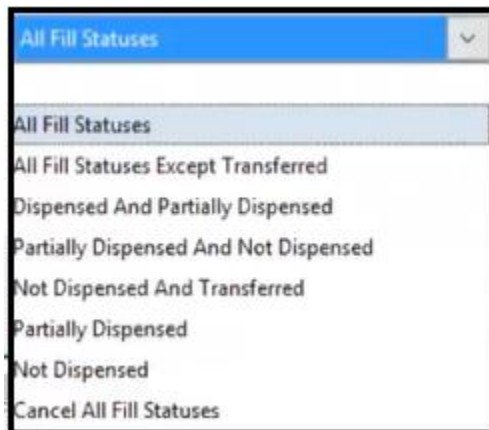 All Fill Statuses
All Fill Statuses
All Fill Statuses Except Transferred
Dispensed And Partially Dispensed
Partially Dispensed And Not Dispensed
Not Dispensed And Transferred
Partially Dispensed
Not Dispensed
Cancel All Fill Statuses